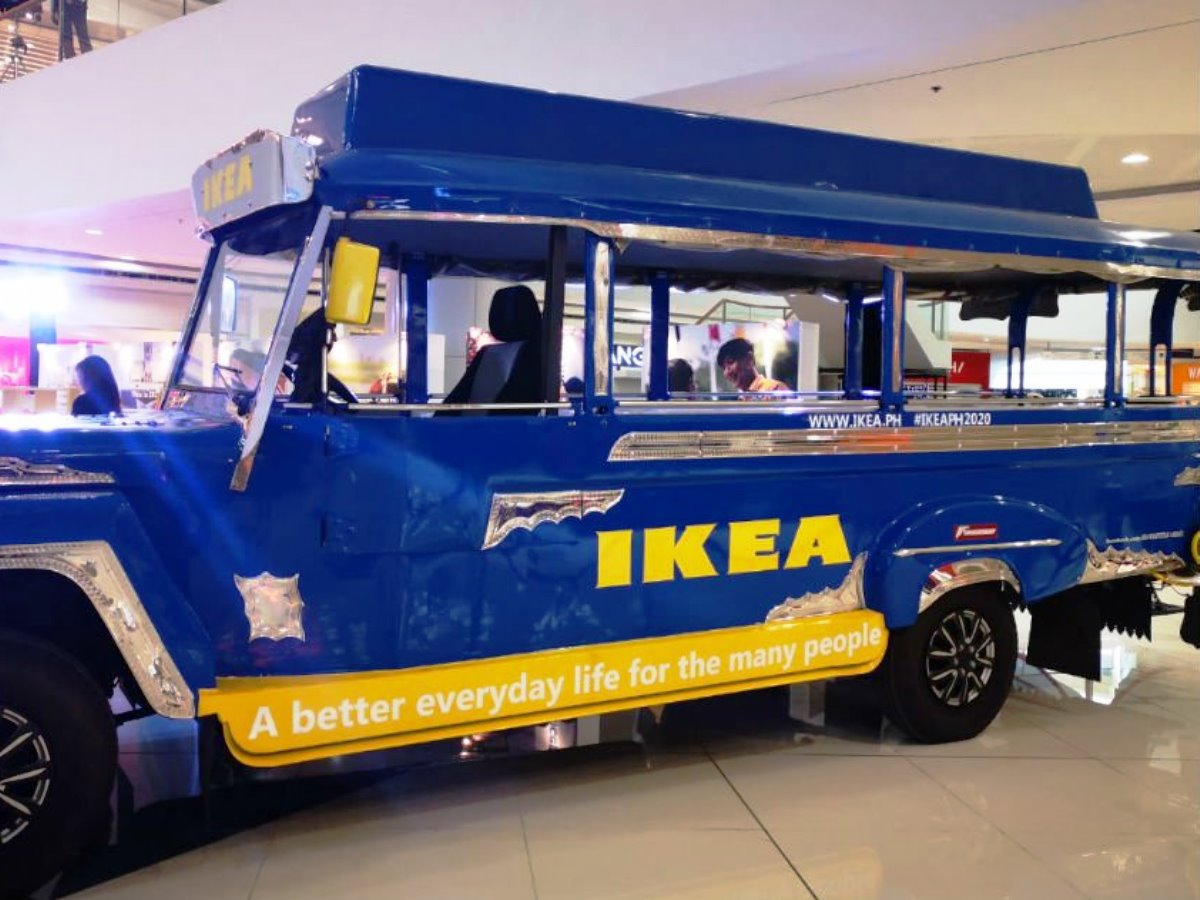 IKEA
WWW.IKEA.PH #IKEAPH2020
IKEA
A better everyday life for the many people